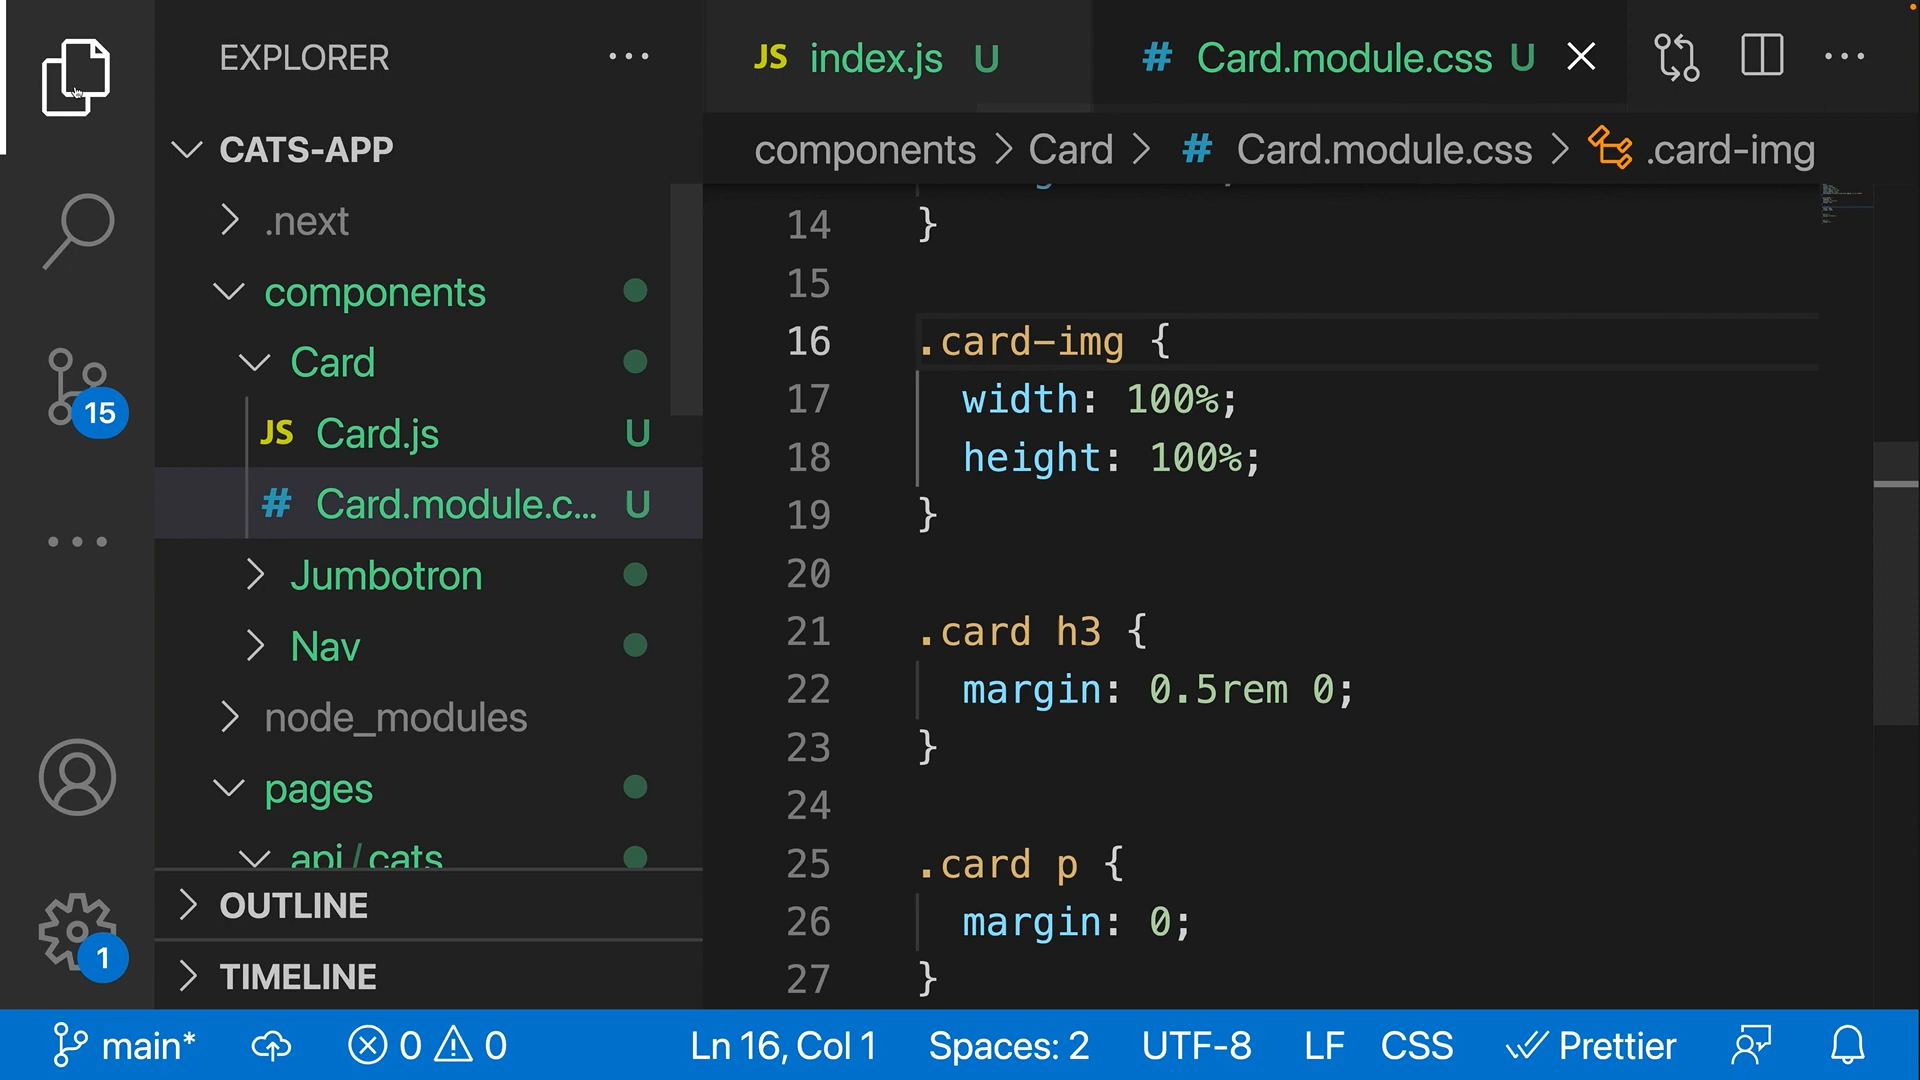 EXPLORER
CATS-APP
.next
components
Card
JS Card.js U
# Card.module.c... U
Jumbotron
Nav
node_modules
pages
api / cats
OUTLINE
TIMELINE
15
1
JS index.js U
# Card.module.css U
components > Card > # Card.module.css > .card-img
14 }
15
16 .card-img {
17 width: 100%;
18 height: 100%;
19 }
20
21 .card h3 {
22 margin: 0.5rem 0;
23 }
24
25 .card p {
26 margin: 0;
27 }
main* 0 0 Ln 16, Col 1 Spaces: 2 UTF-8 LF CSS Prettier